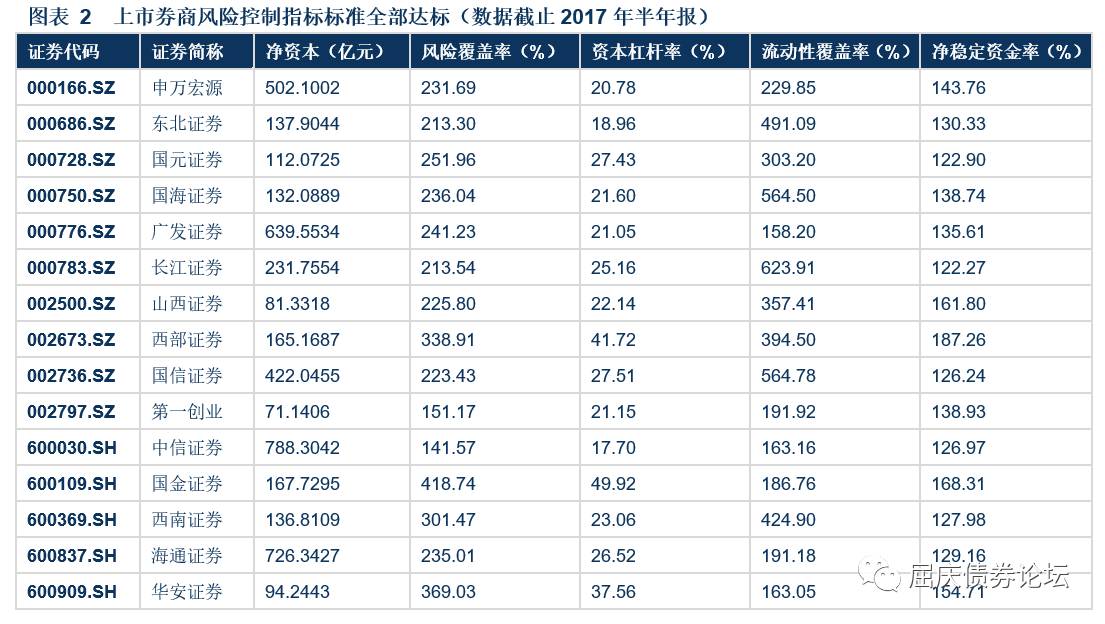 图表 2 上市券商风险控制指标标准全部达标（数据截止 2017 年半年报）
证券代码 证券简称 净资本（亿元） 风险覆盖率（%） 资本杠杆率（%） 流动性覆盖率（%） 净稳定资金率（%）
000166.SZ 申万宏源 502.1002 231.69 20.78 229.85 143.76
000686.SZ 东北证券 137.9044 213.30 18.96 491.09 130.33
000728.SZ 国元证券 112.0725 251.96 27.43 303.20 122.90
000750.SZ 国海证券 132.0889 236.04 21.60 564.50 138.74
000776.SZ 广发证券 639.5534 241.23 21.05 158.20 135.61
000783.SZ 长江证券 231.7554 213.54 25.16 623.91 122.27
002500.SZ 山西证券 81.3318 225.80 22.14 357.41 161.80
002673.SZ 西部证券 165.1687 338.91 41.72 394.50 187.26
002736.SZ 国信证券 422.0455 223.43 27.51 564.78 126.24
002797.SZ 第一创业 71.1406 151.17 21.15 191.92 138.93
600030.SH 中信证券 788.3042 141.57 17.70 163.16 126.97
600109.SH 国金证券 167.7295 418.74 49.92 186.76 168.31
600369.SH 西南证券 136.8109 301.47 23.06 424.90 127.98
600837.SH 海通证券 726.3427 235.01 26.52 191.18 129.16
600909.SH 华安证券 94.2443 369.03 37.56 163.05 154.71
屈庆债券论坛